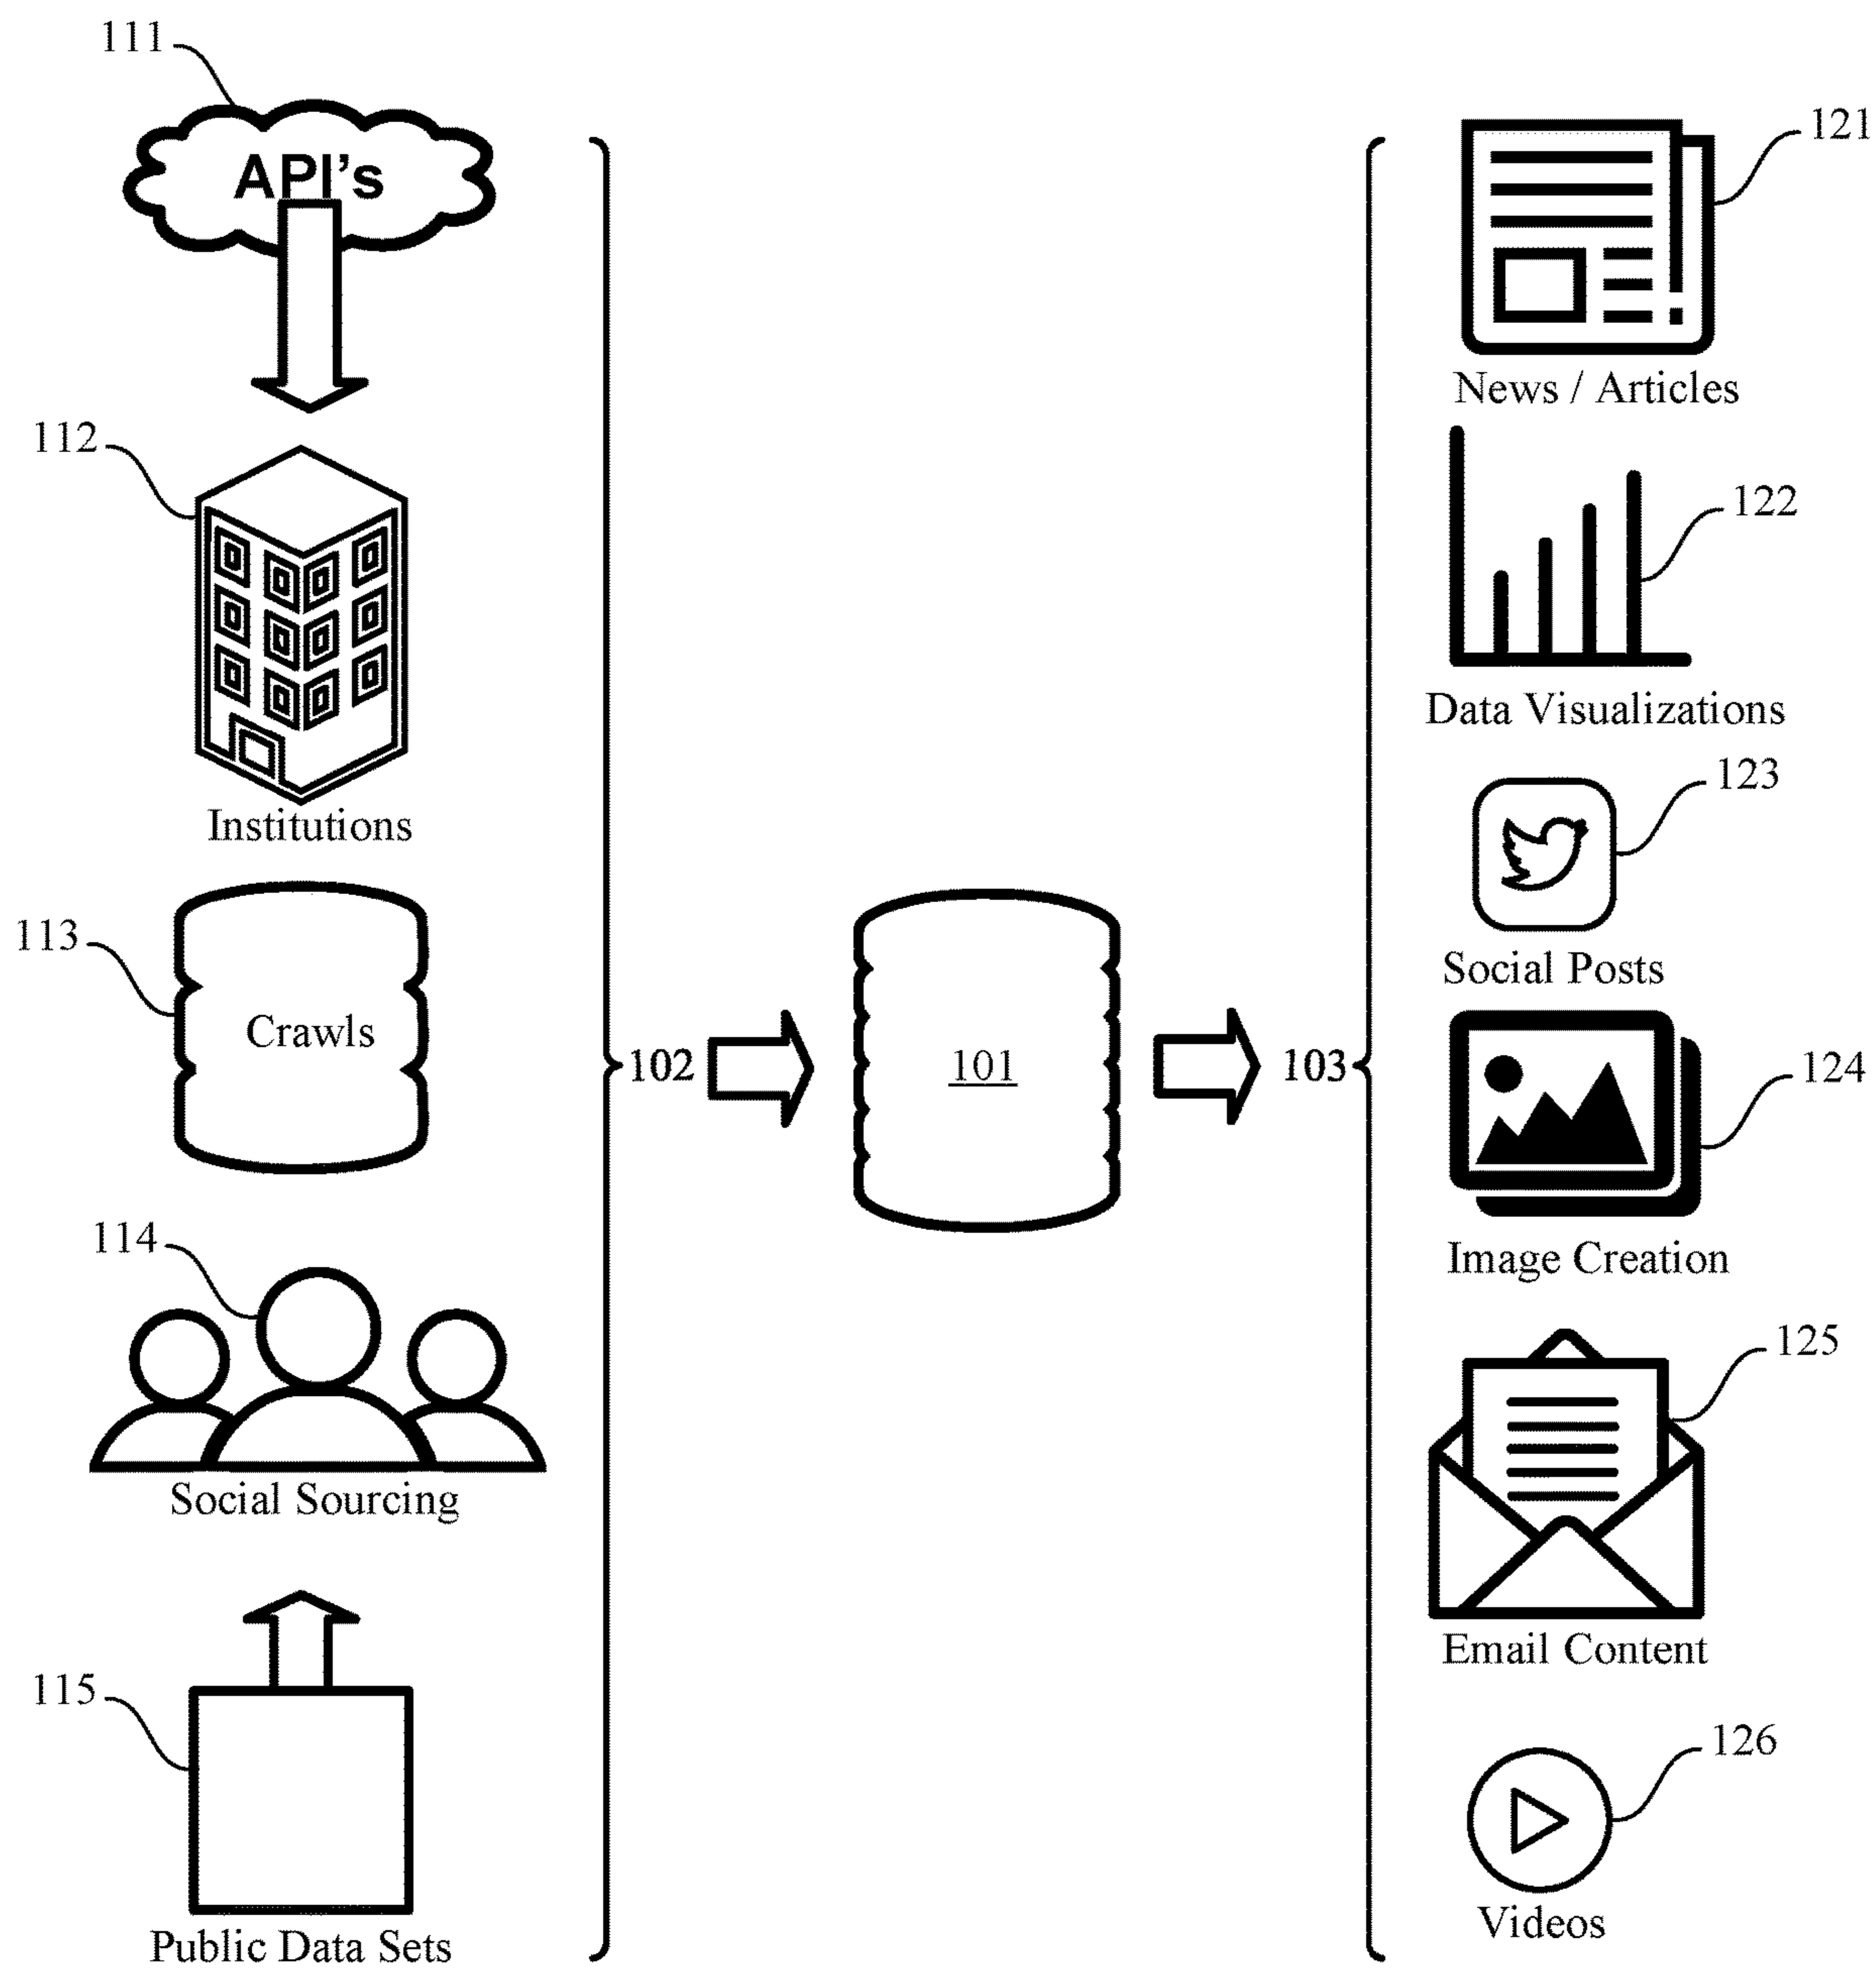 111
API's
112
Institutions
113
Crawls
114
Social Sourcing
115
Public Data Sets
102
101
103
121
News / Articles
122
Data Visualizations
123
Social Posts
124
Image Creation
125
Email Content
126
Videos